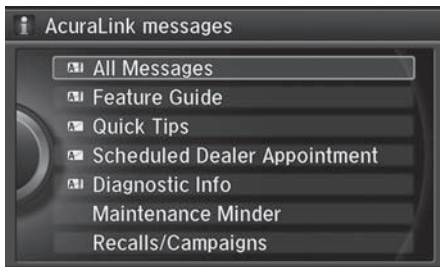 i AcuraLink messages
All Messages
Feature Guide
Quick Tips
Scheduled Dealer Appointment
Diagnostic Info
Maintenance Minder
Recalls/Campaigns